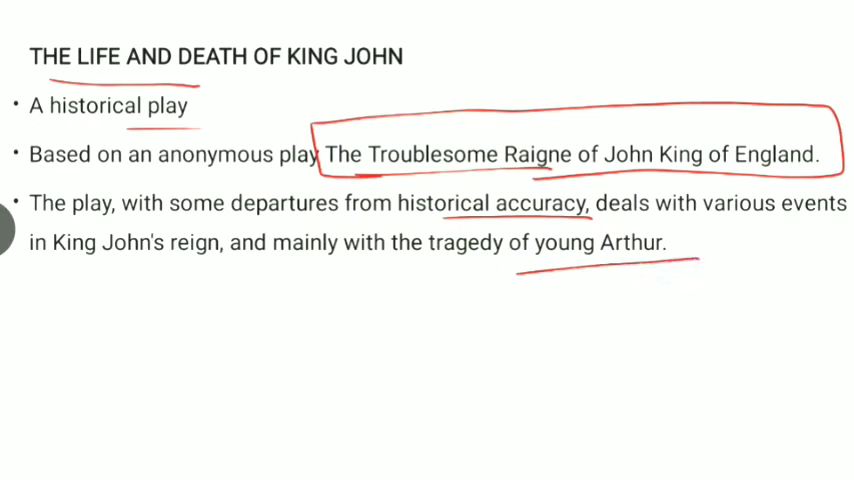 THE LIFE AND DEATH OF KING JOHN
• A historical play
• Based on an anonymous play The Troublesome Raigne of John King of England.
• The play, with some departures from historical accuracy, deals with various events
in King John's reign, and mainly with the tragedy of young Arthur.